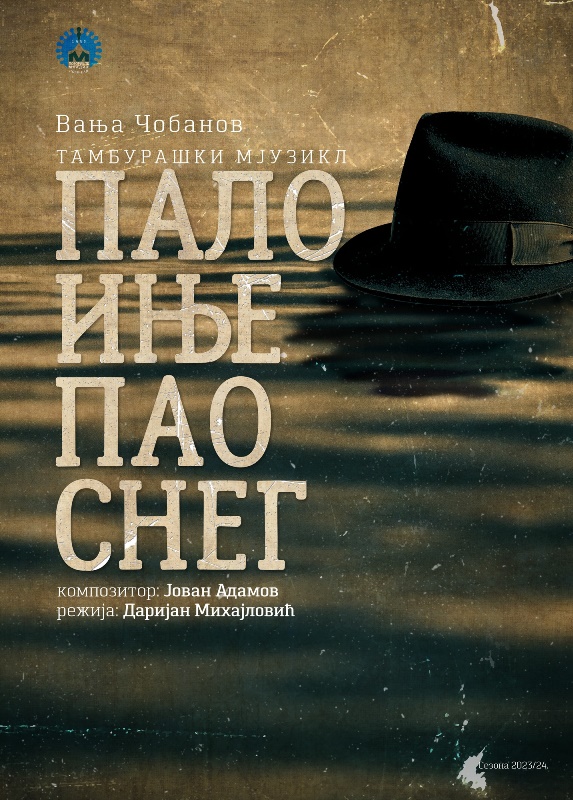 Вања Чобанов
ТАМБУРАШКИ МЈУЗИКЛ
ПАЛО
ИЊЕ
ПАО
СНЕГ
композитор: Јован Адамов
режија: Даријан Михајловић
Сезона 2023/24.